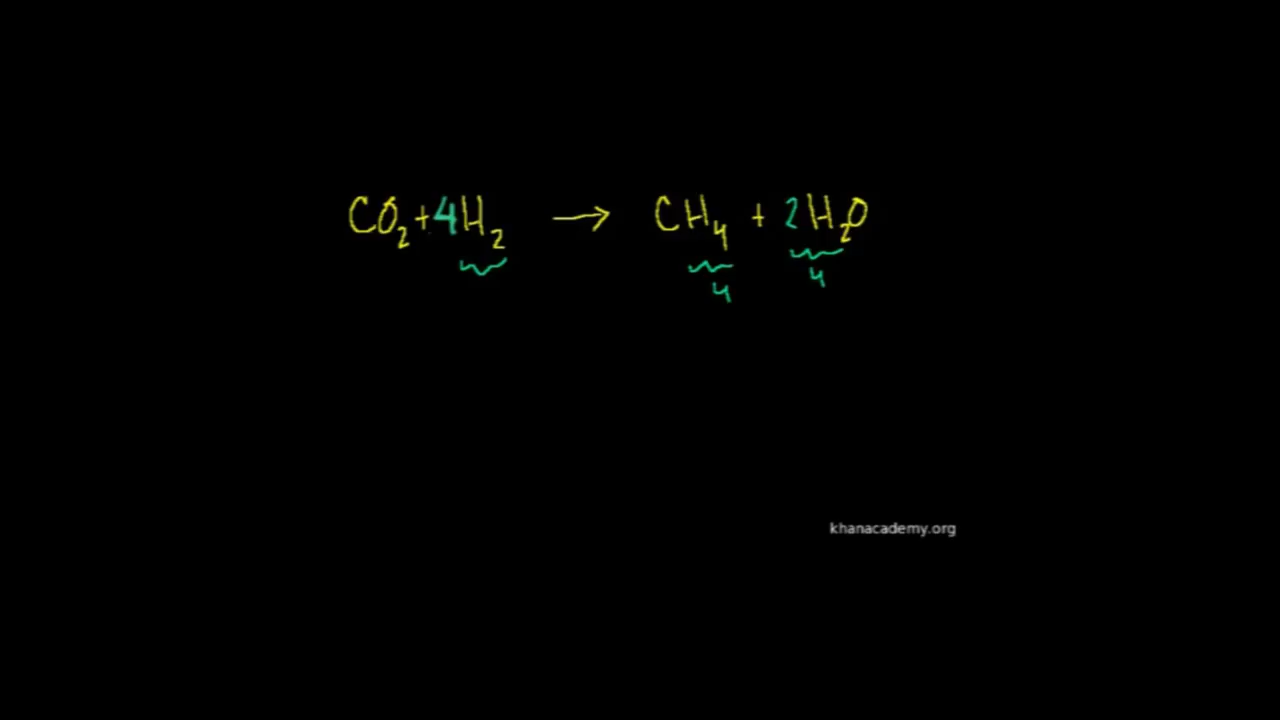 CO₂+4H₂ → CH₄ + 2H₂O
4 4
khanacademy.org